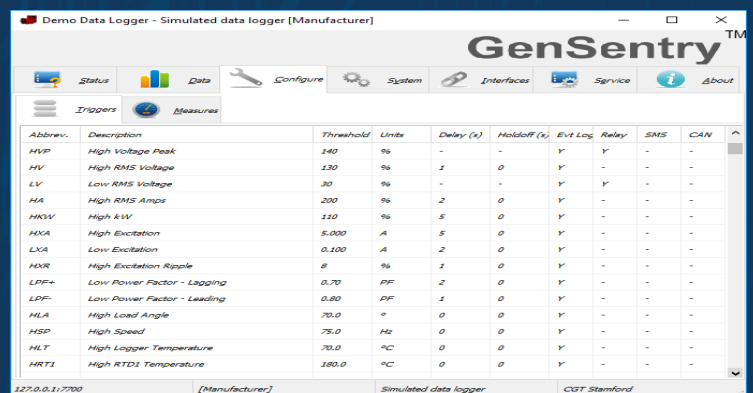 Demo Data Logger - Simulated data logger [Manufacturer]
GenSentry TM
Status Data Configure System Interfaces Service About
Triggers Measures
Abbrev. Description Threshold Units Delay (s) Holdoff (s) Evt Log Relay SMS CAN
HVP High Voltage Peak 140 % - - Y Y - -
HV High RMS Voltage 130 % 1 0 Y - - -
LV Low RMS Voltage 30 % - - Y Y - -
HA High RMS Amps 200 % 2 0 Y - - -
HKW High kW 110 % 5 0 Y - - -
HXA High Excitation 5.000 A 5 0 Y - - -
LXA Low Excitation 0.100 A 2 0 Y - - -
HXR High Excitation Ripple 8 % 1 0 Y - - -
LPF+ Low Power Factor - Lagging 0.70 PF 2 0 Y - - -
LPF- Low Power Factor - Leading 0.80 PF 1 0 Y - - -
HLA High Load Angle 70.0 ° 0 0 Y - - -
HSP High Speed 75.0 Hz 0 0 Y - - -
HLT High Logger Temperature 70.0 ºC 0 0 Y - - -
HRT1 High RTD1 Temperature 180.0 ºC 0 0 Y - - -
127.0.0.1:7700 [Manufacturer] Simulated data logger CGT Stamford